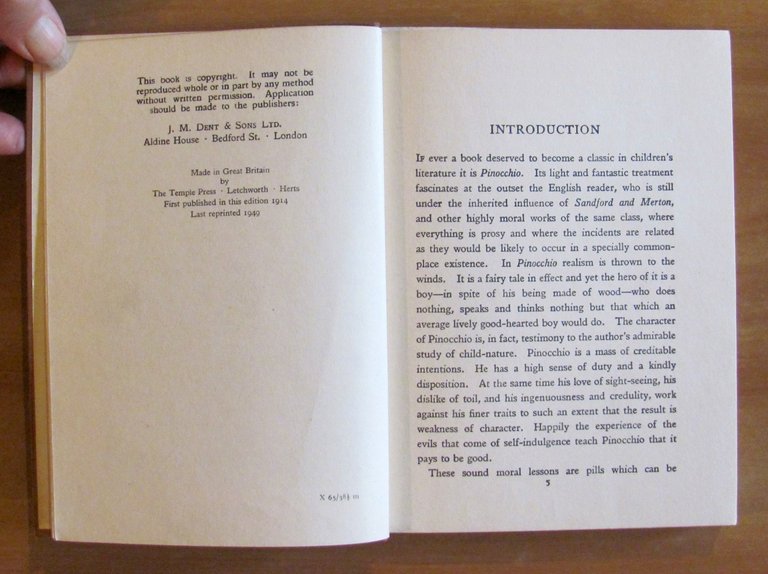 This book is copyright. It may not be
reproduced whole or in part by any method
without written permission. Application
should be made to the publishers:
J. M. DENT & SONS LTD.
Aldine House · Bedford St. · London
Made in Great Britain
by
The Temple Press · Letchworth · Herts
First published in this edition 1914
Last reprinted 1949
X 65/38½ m
INTRODUCTION
IF ever a book deserved to become a classic in children's
literature it is Pinocchio. Its light and fantastic treatment
fascinates at the outset the English reader, who is still
under the inherited influence of Sandford and Merton,
and other highly moral works of the same class, where
everything is prosy and where the incidents are related
as they would be likely to occur in a specially common-
place existence. In Pinocchio realism is thrown to the
winds. It is a fairy tale in effect and yet the hero of it is a
boy—in spite of his being made of wood—who does
nothing, speaks and thinks nothing but that which an
average lively good-hearted boy would do. The character
of Pinocchio is, in fact, testimony to the author's admirable
study of child-nature. Pinocchio is a mass of creditable
intentions. He has a high sense of duty and a kindly
disposition. At the same time his love of sight-seeing, his
dislike of toil, and his ingenuousness and credulity, work
against his finer traits to such an extent that the result is
weakness of character. Happily the experience of the
evils that come of self-indulgence teach Pinocchio that it
pays to be good.
These sound moral lessons are pills which can be
5